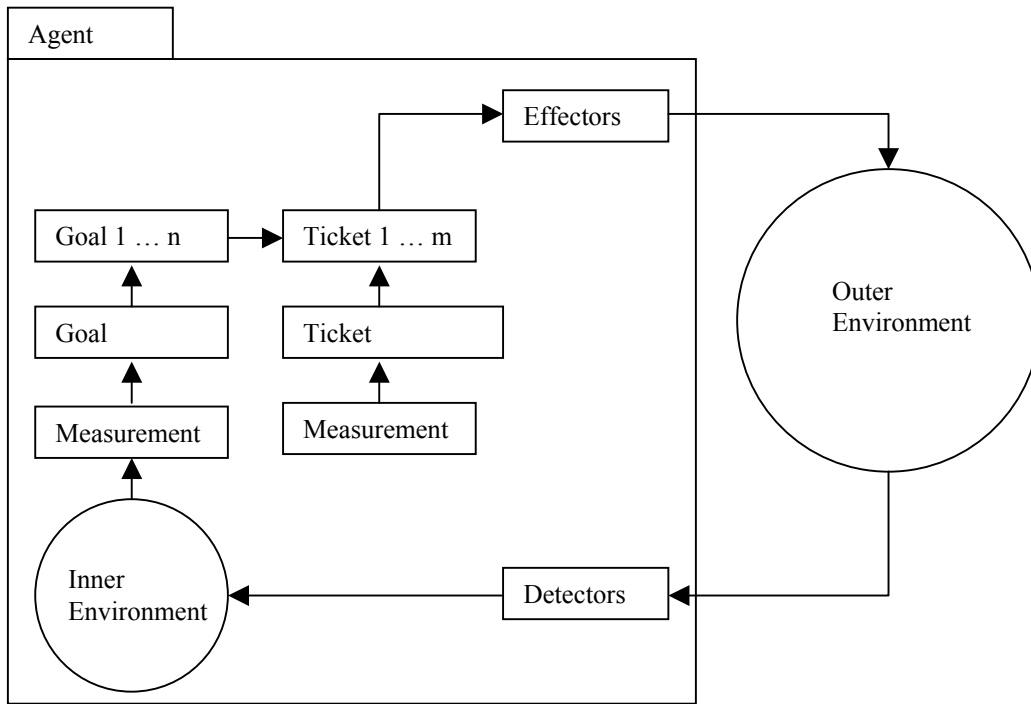 Agent
Effectors
Goal 1 … n
Ticket 1 … m
Outer
Environment
Goal
Ticket
Measurement
Measurement
Inner
Environment
Detectors